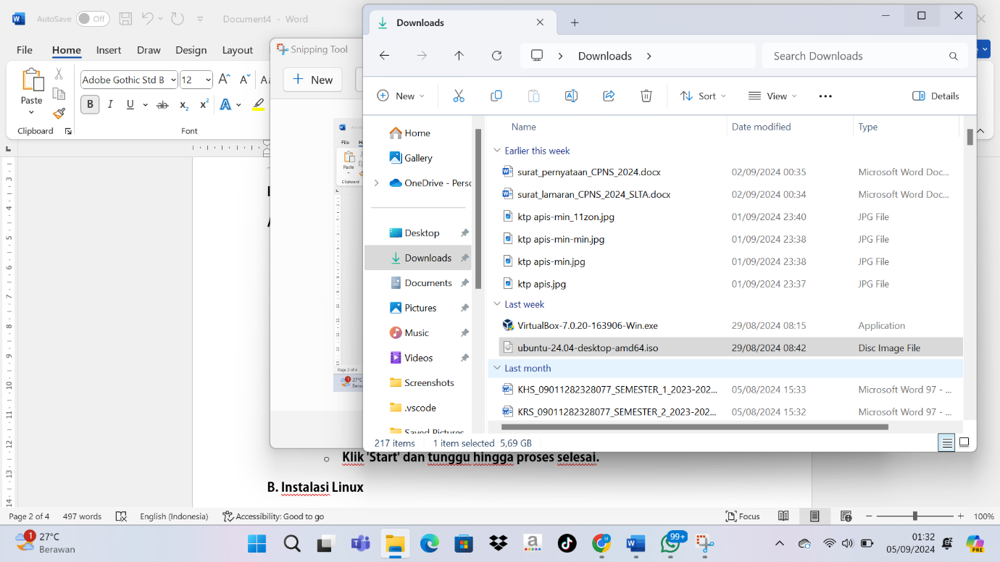 AutoSave Off Document4 - Word
File Home Insert Draw Design Layout
Paste
Clipboard
Adobe Gothic Std B 12
Font
Snipping Tool
New
File
Paste
Clipboard
Page 2 of 4
27°C
Downloads
Downloads
Search Downloads
New Sort View Details
Home
Gallery
OneDrive - Perso
Desktop
Downloads
Documents
Pictures
Music
Videos
Screenshots
.vscode
Saved Pictures
Name Date modified Type
Earlier this week
surat_pernyataan_CPNS_2024.docx 02/09/2024 00:35 Microsoft Word Doc...
surat_lamaran_CPNS_2024_SLTA.docx 02/09/2024 00:34 Microsoft Word Doc...
ktp apis-min_11zon.jpg 01/09/2024 23:40 JPG File
ktp apis-min-min.jpg 01/09/2024 23:38 JPG File
ktp apis-min.jpg 01/09/2024 23:38 JPG File
ktp apis.jpg 01/09/2024 23:37 JPG File
Last week
VirtualBox-7.0.20-163906-Win.exe 29/08/2024 08:15 Application
ubuntu-24.04-desktop-amd64.iso 29/08/2024 08:42 Disc Image File
Last month
KHS_09011282328077_SEMESTER_1_2023-202... 05/08/2024 15:33 Microsoft Word 97 - ...
KRS_09011282328077_SEMESTER_2_2023-202... 05/08/2024 15:32 Microsoft Word 97 - ...
217 items 1 item selected 5,69 GB
Klik 'Start' dan tunggu hingga proses selesai.
B. Instalasi Linux
Page 2 of 4 497 words English (Indonesia) Accessibility: Good to go Focus 100%
1 27°C
Berawan
99+
PRE
01:32
05/09/2024